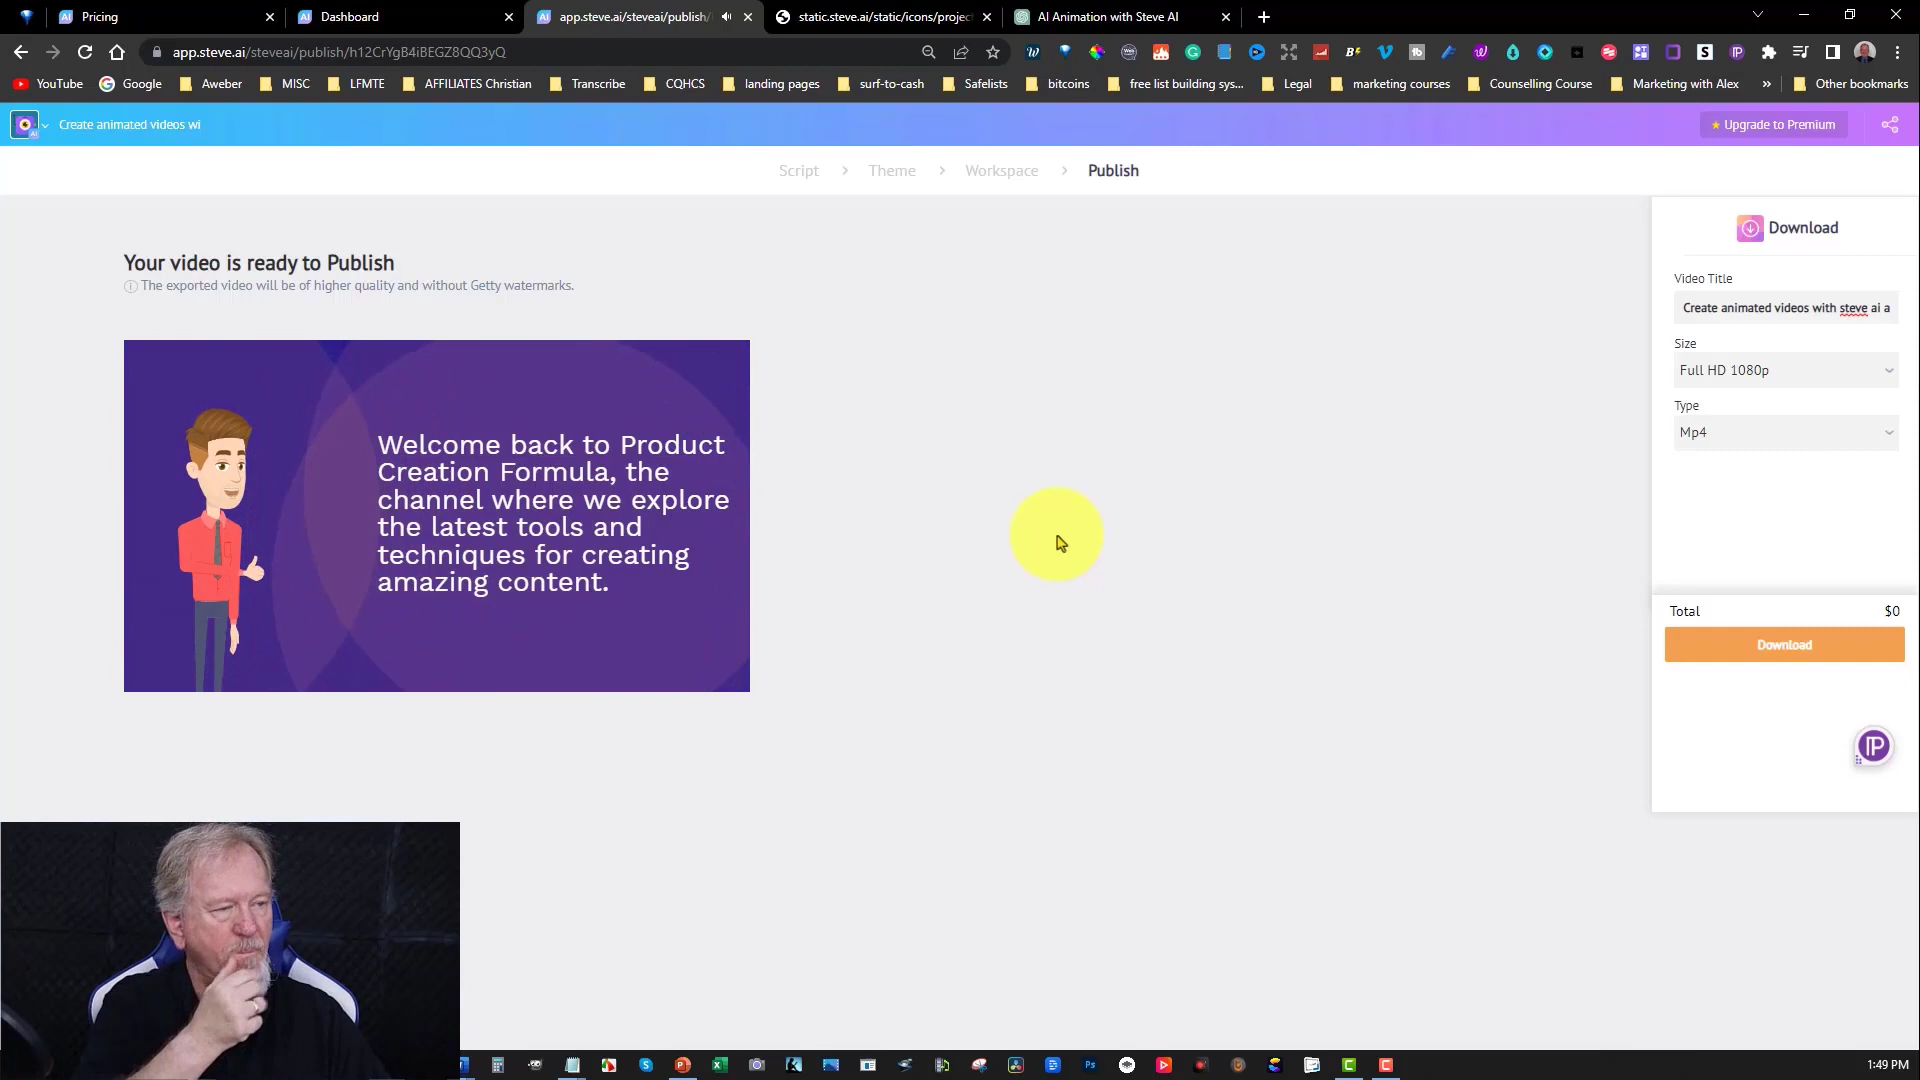 Pricing
Dashboard
app.steve.ai/steveai/publish/
static.steve.ai/static/icons/project
AI Animation with Steve AI
app.steve.ai/steveai/publish/h12CrYgB4iBEGZ8QQ3yQ
YouTube
Google
Aweber
MISC
LFMTE
AFFILIATES Christian
Transcribe
CQHCS
landing pages
surf-to-cash
Safelists
bitcoins
free list building sys...
Legal
marketing courses
Counselling Course
Marketing with Alex
»
Other bookmarks
Create animated videos wi
Upgrade to Premium
Script > Theme > Workspace > Publish
Your video is ready to Publish
The exported video will be of higher quality and without Getty watermarks.
Welcome back to Product
Creation Formula, the
channel where we explore
the latest tools and
techniques for creating
amazing content.
Download
Video Title
Create animated videos with steve ai a
Size
Full HD 1080p
Type
Mp4
Total $0
Download
1:49 PM